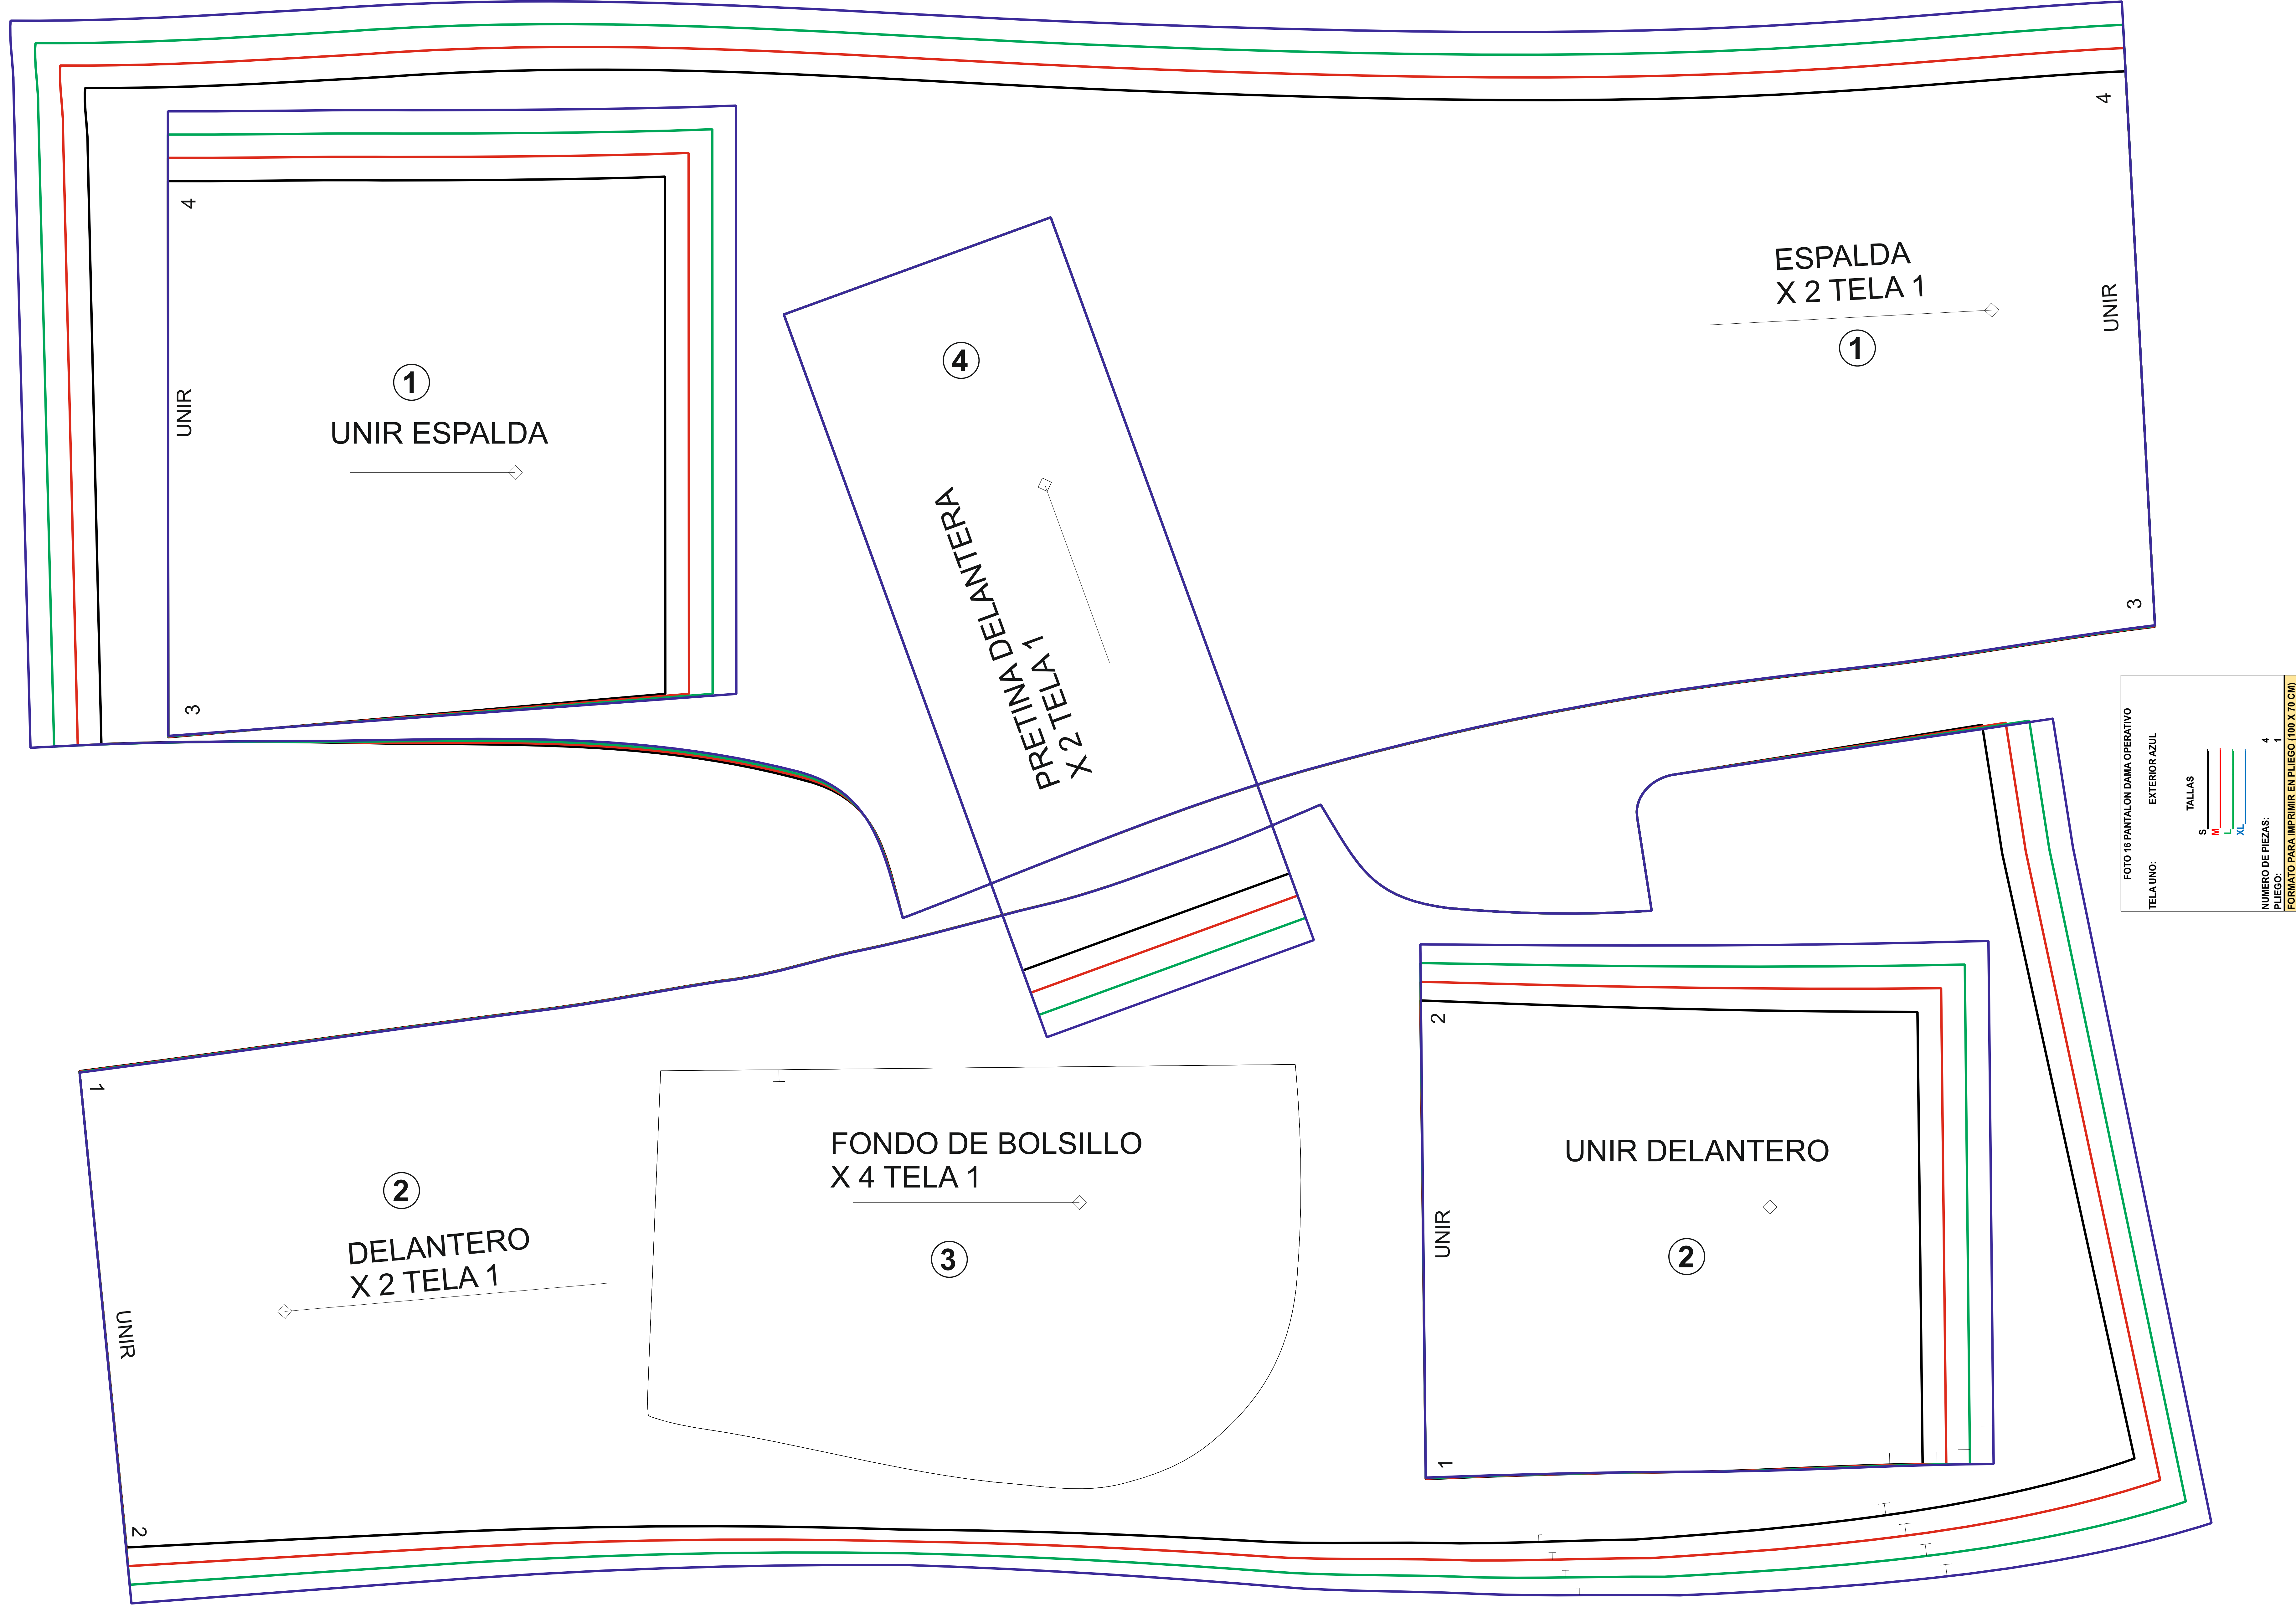 4
UNIR
1
UNIR ESPALDA
3
4
PRETINA DELANTERA
X 2 TELA 1
ESPALDA
X 2 TELA 1
1
4
UNIR
3
FOTO 16 PANTALON DAMA OPERATIVO
TELA UNO: EXTERIOR AZUL
TALLAS
S
M
L
XL
NUMERO DE PIEZAS: 4
PLIEGO: 1
FORMATO PARA IMPRIMIR EN PLIEGO (100 X 70 CM)
1
2
DELANTERO
X 2 TELA 1
UNIR
2
FONDO DE BOLSILLO
X 4 TELA 1
3
2
UNIR DELANTERO
UNIR
2
1